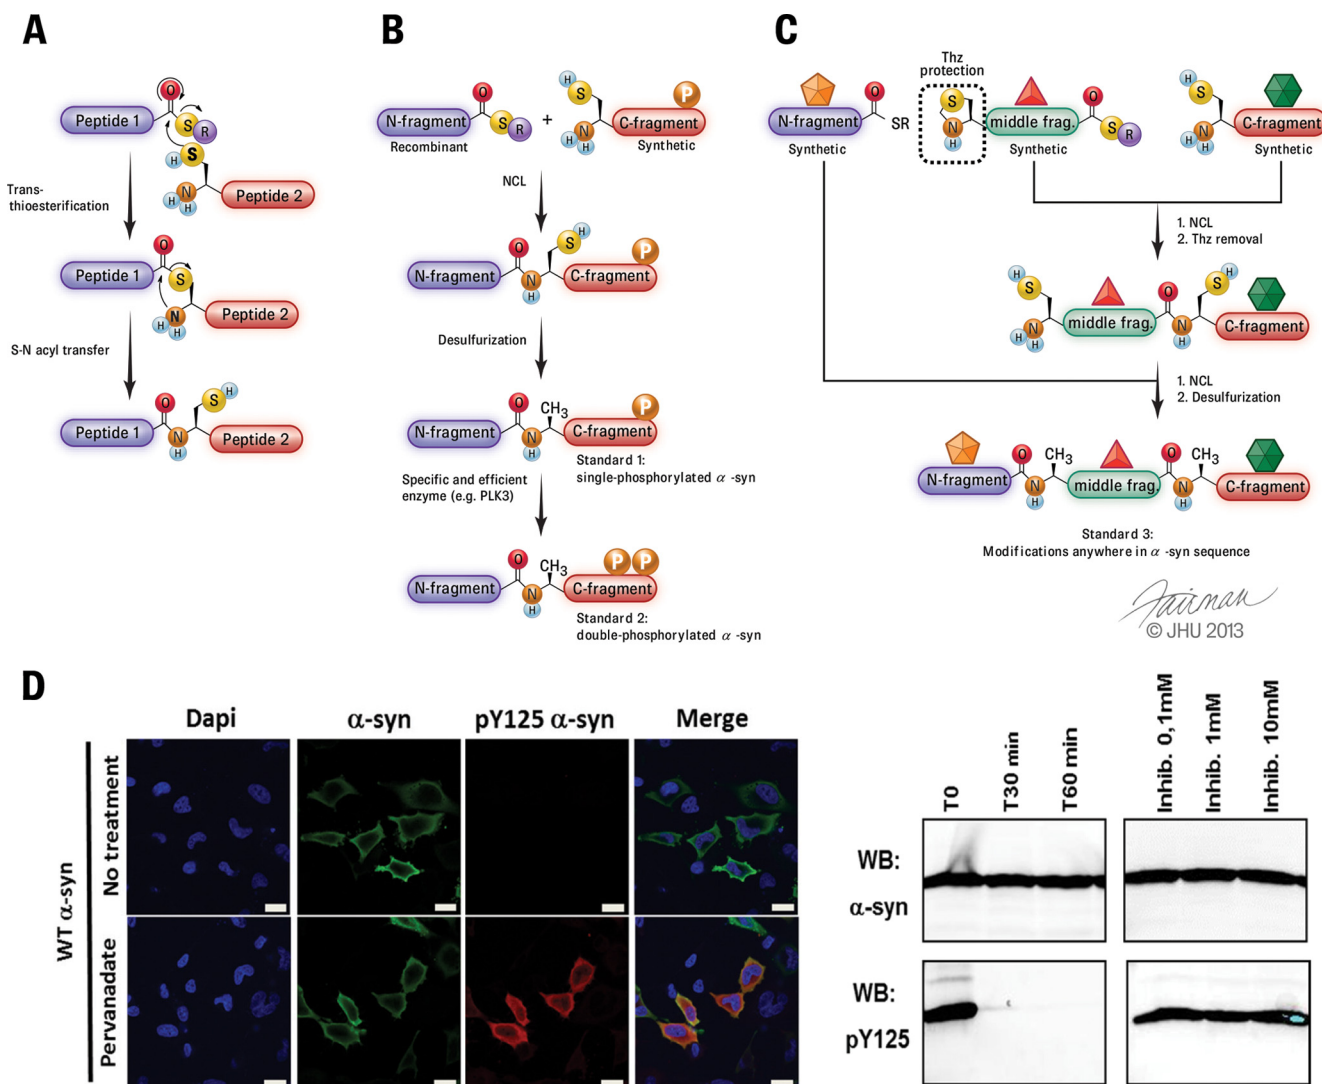 A
Peptide 1
O
S
R
H
S
N
H
H
Peptide 2
Trans-
thioesterification
Peptide 1
O
S
N
H
H
Peptide 2
S-N acyl transfer
Peptide 1
O
N
H
S
H
Peptide 2
B
N-fragment
Recombinant
O
S
R
+
H
S
N
H
H
P
C-fragment
Synthetic
NCL
N-fragment
O
N
H
S
H
P
C-fragment
Desulfurization
N-fragment
O
N
H
CH3
P
C-fragment
Standard 1:
single-phosphorylated α -syn
Specific and efficient
enzyme (e.g. PLK3)
N-fragment
O
N
H
CH3
P P
C-fragment
Standard 2:
double-phosphorylated α -syn
C
N-fragment
Synthetic
O
SR
Thz
protection
S
N
H
middle frag.
Synthetic
O
S
R
H
S
N
H
H
C-fragment
Synthetic
1. NCL
2. Thz removal
H
S
N
H
H
middle frag.
O
N
H
S
H
C-fragment
1. NCL
2. Desulfurization
N-fragment
O
N
H
CH3
middle frag.
O
N
H
CH3
C-fragment
Standard 3:
Modifications anywhere in α -syn sequence
Fairman
© JHU 2013
D
Dapi
α-syn
pY125 α-syn
Merge
WT α-syn
No treatment
Pervanadate
T0
T30 min
T60 min
Inhib. 0,1mM
Inhib. 1mM
Inhib. 10mM
WB:
α-syn
WB:
pY125